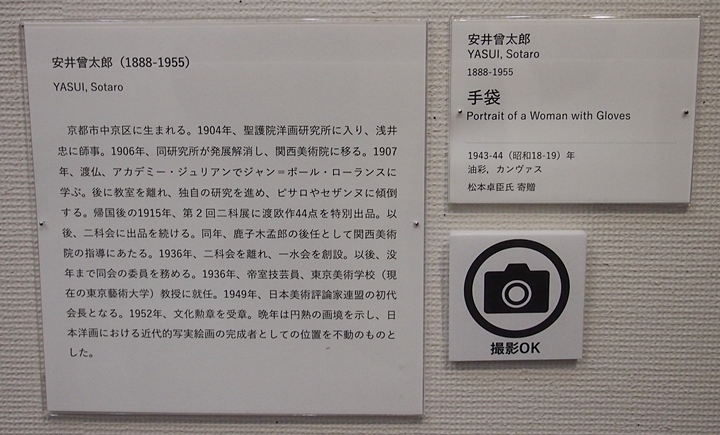 安井曾太郎（1888-1955）
YASUI, Sotaro
京都市中京区に生まれる。1904年、聖護院洋画研究所に入り、浅井
忠に師事。1906年、同研究所が発展解消し、関西美術院に移る。1907
年、渡仏、アカデミー・ジュリアンでジャン＝ポール・ローランスに
学ぶ。後に教室を離れ、独自の研究を進め、ピサロやセザンヌに傾倒
する。帰国後の1915年、第２回二科展に渡欧作44点を特別出品。以
後、二科会に出品を続ける。同年、鹿子木孟郎の後任として関西美術
院の指導にあたる。1936年、二科会を離れ、一水会を創設。以後、没
年まで同会の委員を務める。1936年、帝室技芸員、東京美術学校（現
在の東京藝術大学）教授に就任。1949年、日本美術評論家連盟の初代
会長となる。1952年、文化勲章を受章。晩年は円熟の画境を示し、日
本洋画における近代的写実絵画の完成者としての位置を不動のものと
した。
安井曾太郎
YASUI, Sotaro
1888-1955
手袋
Portrait of a Woman with Gloves
1943-44（昭和18-19）年
油彩，カンヴァス
松本卓臣氏 寄贈
撮影OK